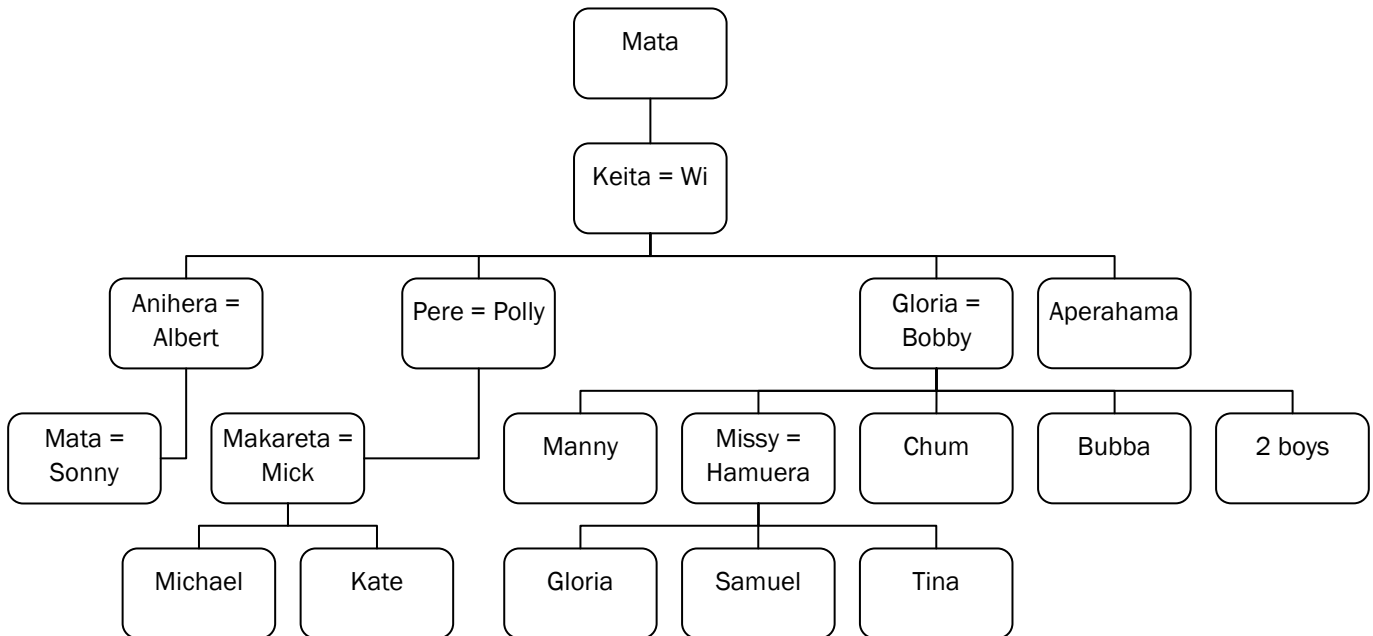 Mata
Keita = Wi
Anihera =
Albert
Pere = Polly
Gloria =
Bobby
Aperahama
Mata =
Sonny
Makareta =
Mick
Manny
Missy =
Hamuera
Chum
Bubba
2 boys
Michael
Kate
Gloria
Samuel
Tina